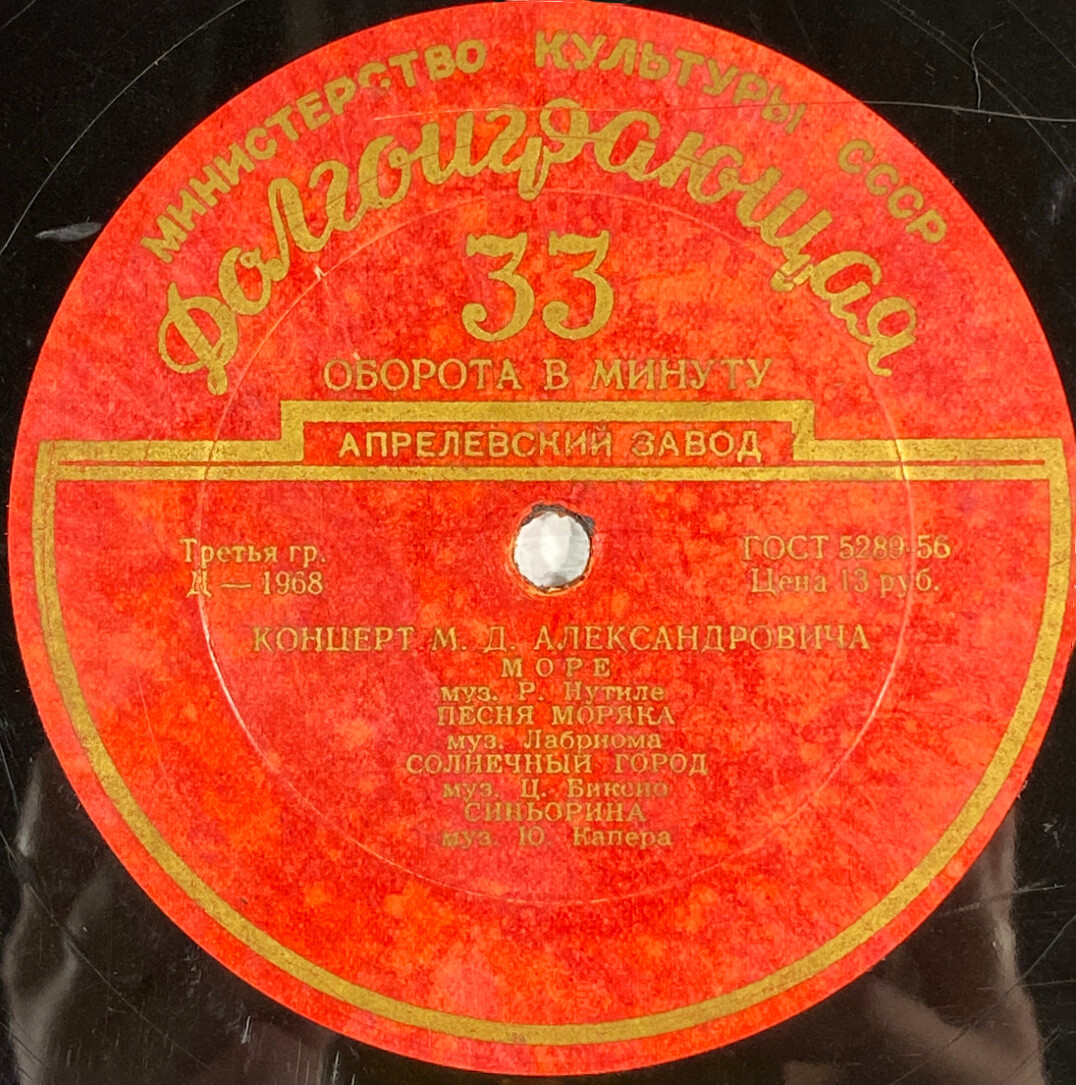 МИНИСТЕРСТВО КУЛЬТУРЫ СССР
Долгоиграющая
33
ОБОРОТА В МИНУТУ
АПРЕЛЕВСКИЙ ЗАВОД
Третья гр.
Д — 1968
ГОСТ 5289-56
Цена 13 руб.
КОНЦЕРТ М. Д. АЛЕКСАНДРОВИЧА
МОРЕ
муз. Р. Нутиле
ПЕСНЯ МОРЯКА
муз. Лабриома
СОЛНЕЧНЫЙ ГОРОД
муз. Ц. Биксио
СИНЬОРИНА
муз. Ю. Капера